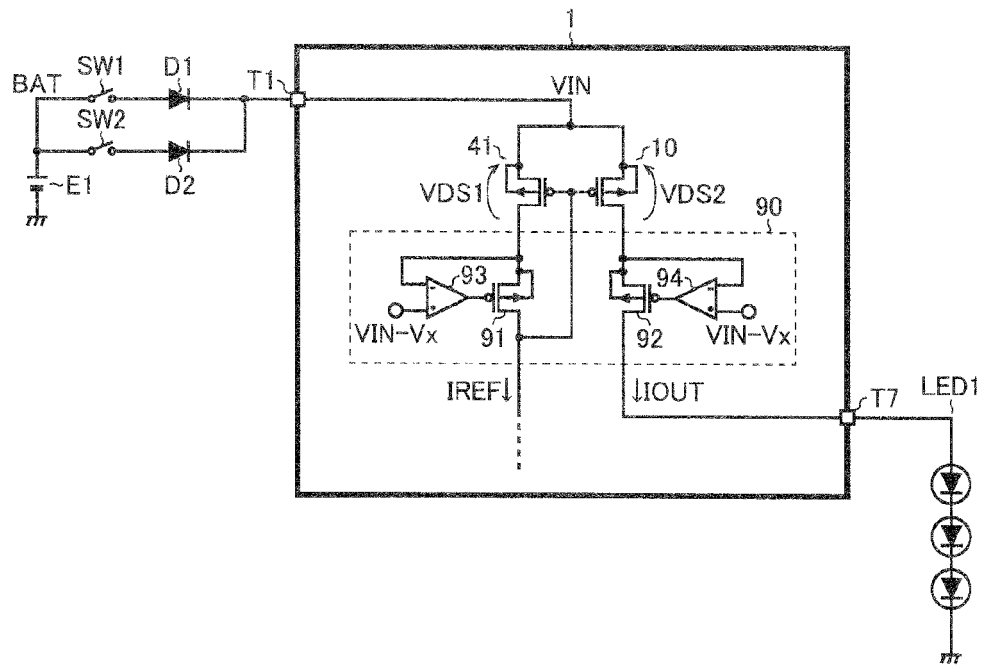 1
SW1
D1
T1
BAT
VIN
SW2
E1
D2
4i
10
VDS1
VDS2
90
93
94
VIN-Vx
91
92
VIN-Vx
IREF↓
↓IOUT
T7
LED1